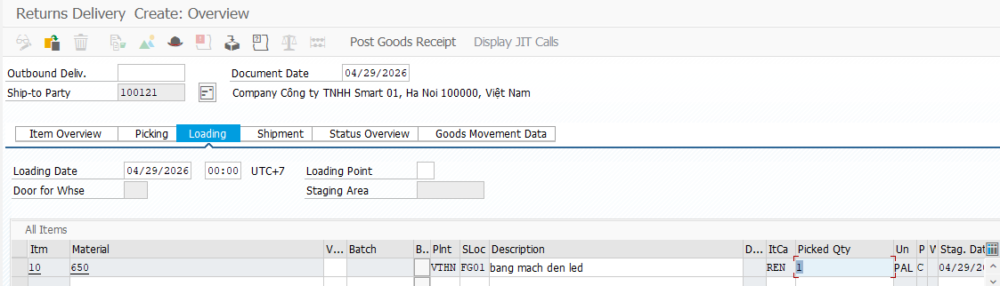 Returns Delivery Create: Overview
Post Goods Receipt Display JIT Calls
Outbound Deliv. Document Date 04/29/2026
Ship-to Party 100121 Company Công ty TNHH Smart 01, Ha Noi 100000, Việt Nam
Item Overview Picking Loading Shipment Status Overview Goods Movement Data
Loading Date 04/29/2026 00:00 UTC+7 Loading Point
Door for Whse Staging Area
All Items
Itm Material V... Batch B.. Plnt SLoc Description D... ItCa Picked Qty Un P W Stag. Dat
10 650 VTHN FG01 bang mach den led REN 1 PAL C 04/29/2